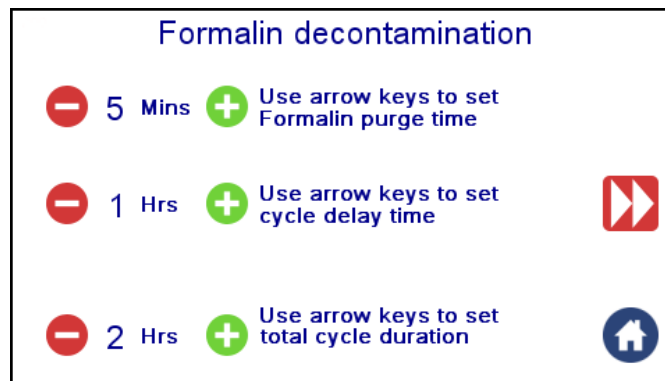 Formalin decontamination
5 Mins Use arrow keys to set
Formalin purge time
1 Hrs Use arrow keys to set
cycle delay time
2 Hrs Use arrow keys to set
total cycle duration